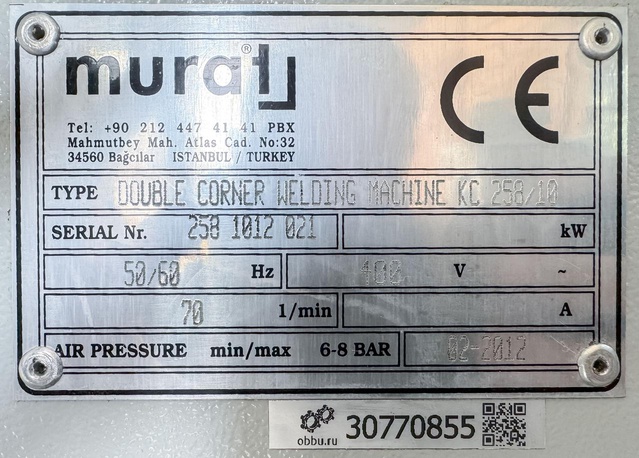 murat®
CE
Tel: +90 212 447 41 41 PBX
Mahmutbey Mah. Atlas Cad. No:32
34560 Bağcılar ISTANBUL / TURKEY
TYPE DOUBLE CORNER WELDING MACHINE KC 258/10
SERIAL Nr. 258 1012 021 kW
50/60 Hz V ~
70 1/min A
AIR PRESSURE min/max 6-8 BAR 02-2012
obbu.ru 30770855